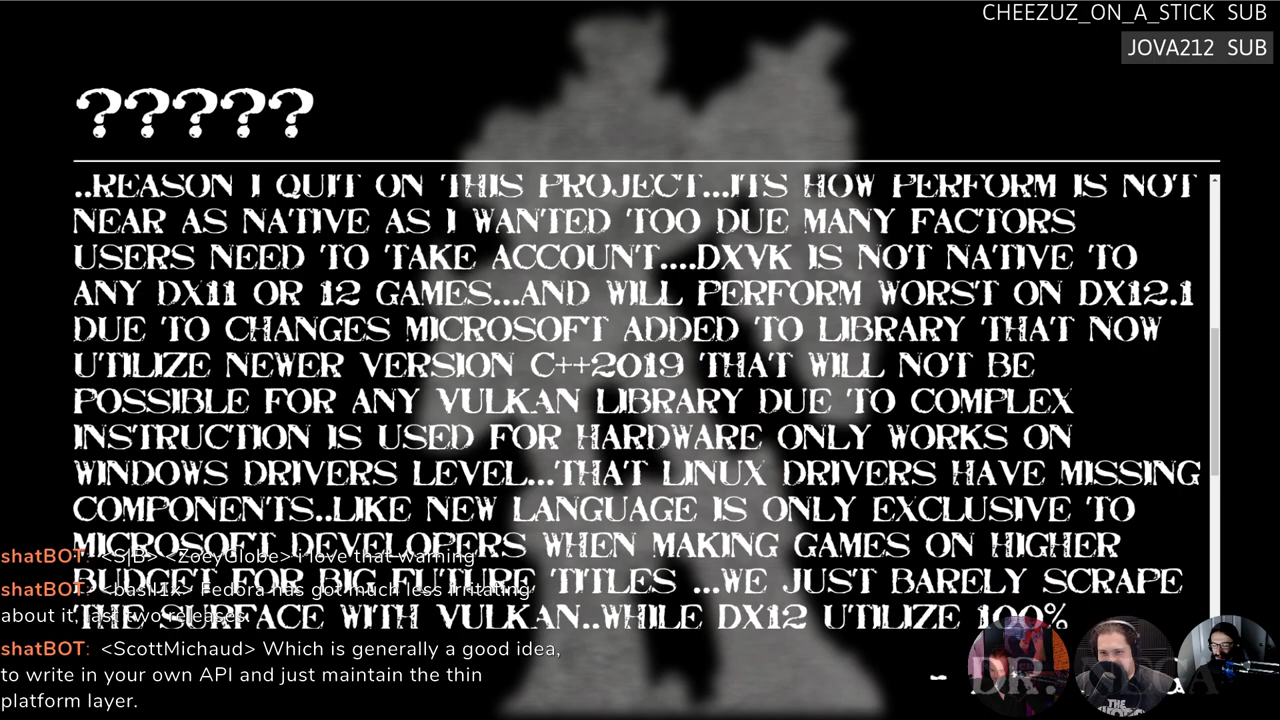 CHEEZUZ_ON_A_STICK SUB
JOVA212 SUB
?????
..REASON I QUIT ON THIS PROJECT...ITS HOW PERFORM IS NOT
NEAR AS NATIVE AS I WANTED TOO DUE MANY FACTORS
USERS NEED TO TAKE ACCOUNT....DXVK IS NOT NATIVE TO
ANY DX11 OR 12 GAMES...AND WILL PERFORM WORST ON DX12.1
DUE TO CHANGES MICROSOFT ADDED TO LIBRARY THAT NOW
UTILIZE NEWER VERSION C++2019 THAT WILL NOT BE
POSSIBLE FOR ANY VULKAN LIBRARY DUE TO COMPLEX
INSTRUCTION IS USED FOR HARDWARE ONLY WORKS ON
WINDOWS DRIVERS LEVEL...THAT LINUX DRIVERS HAVE MISSING
COMPONENTS..LIKE NEW LANGUAGE IS ONLY EXCLUSIVE TO
MICROSOFT DEVELOPERS WHEN MAKING GAMES ON HIGHER
BUDGET FOR BIG FUTURE TITLES ...WE JUST BARELY SCRAPE
THE SURFACE WITH VULKAN..WHILE DX12 UTILIZE 100%
shatBOT: <S|B> <ZoeyGlobe> i love that warning
shatBOT: <bas1l1x> Fedora has got much less irritating
about it, last two releases.
shatBOT: <ScottMichaud> Which is generally a good idea,
to write in your own API and just maintain the thin
platform layer.
- DR.